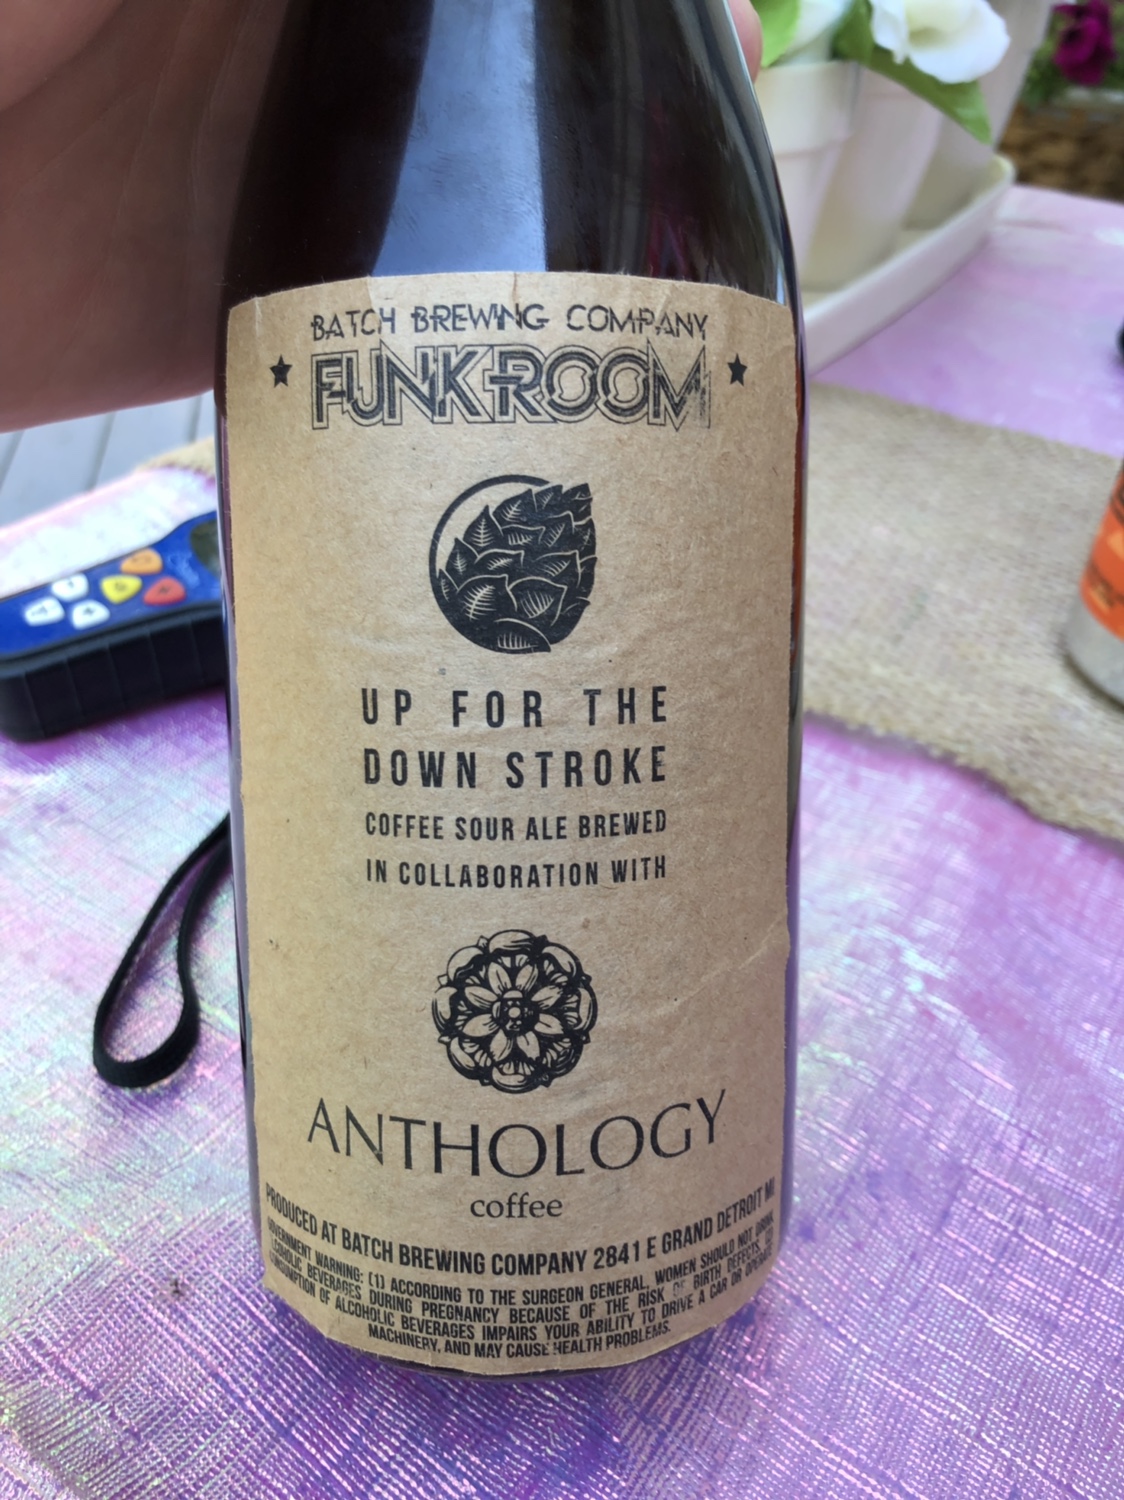 BATCH BREWING COMPANY
FUNKROOM
UP FOR THE
DOWN STROKE
COFFEE SOUR ALE BREWED
IN COLLABORATION WITH
ANTHOLOGY
coffee
PRODUCED AT BATCH BREWING COMPANY 2841 E GRAND DETROIT MI
GOVERNMENT WARNING: (1) ACCORDING TO THE SURGEON GENERAL, WOMEN SHOULD NOT DRINK
ALCOHOLIC BEVERAGES DURING PREGNANCY BECAUSE OF THE RISK OF BIRTH DEFECTS.
CONSUMPTION OF ALCOHOLIC BEVERAGES IMPAIRS YOUR ABILITY TO DRIVE A CAR OR OPERATE
MACHINERY, AND MAY CAUSE HEALTH PROBLEMS.